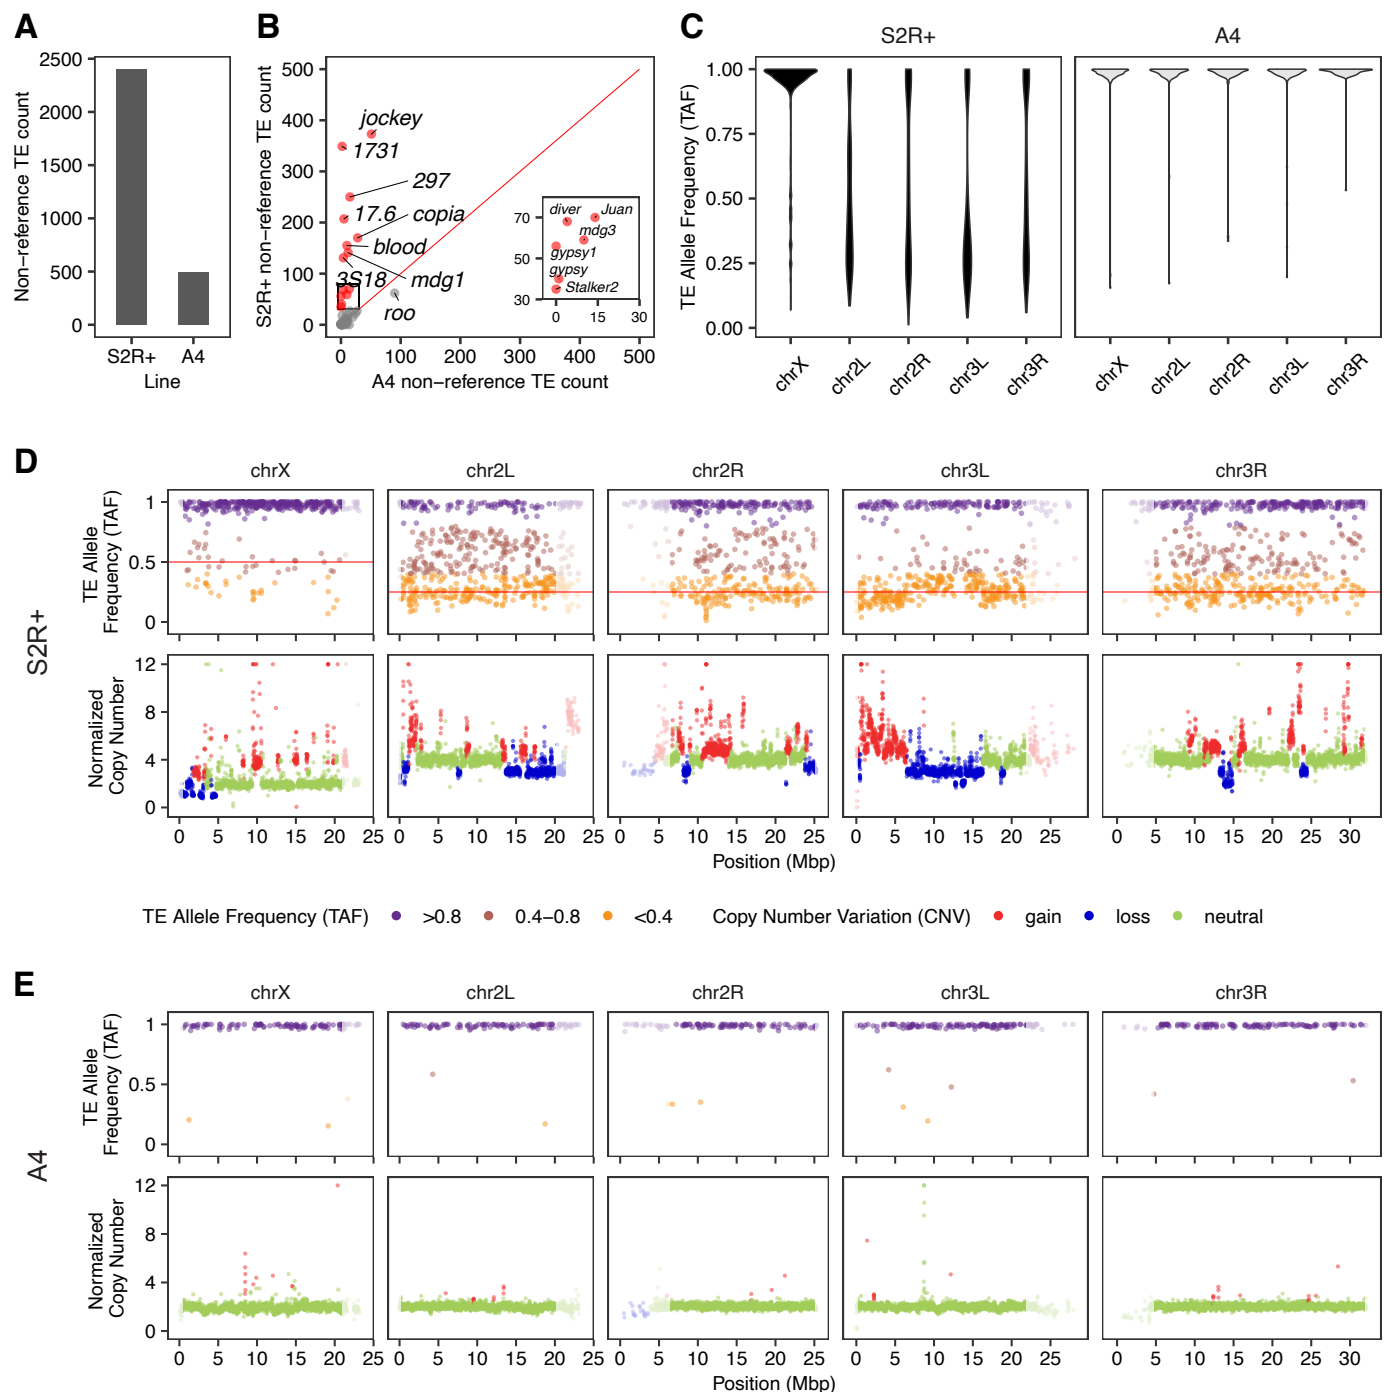 A
Non−reference TE count
2500
2000
1500
1000
500
0
S2R+ A4
Line
B
S2R+ non−reference TE count
500
400
300
200
100
0
jockey
1731
297
17.6 copia
blood
3S18 mdg1
roo
70
50
30
diver Juan
mdg3
gypsy1
gypsy
Stalker2
0 15 30
0 100 200 300 400 500
A4 non−reference TE count
C
S2R+ A4
TE Allele Frequency (TAF)
1.00
0.75
0.50
0.25
0.00
chrX chr2L chr2R chr3L chr3R chrX chr2L chr2R chr3L chr3R
D
S2R+
chrX chr2L chr2R chr3L chr3R
TE Allele
Frequency (TAF)
1
0.5
0
Normalized
Copy Number
12
8
4
0
0 5 10 15 20 25 0 5 10 15 20 25 0 5 10 15 20 25 0 5 10 15 20 25 0 5 10 15 20 25 30
Position (Mbp)
TE Allele Frequency (TAF) >0.8 0.4−0.8 <0.4 Copy Number Variation (CNV) gain loss neutral
E
A4
chrX chr2L chr2R chr3L chr3R
TE Allele
Frequency (TAF)
1
0.5
0
Normalized
Copy Number
12
8
4
0
0 5 10 15 20 25 0 5 10 15 20 25 0 5 10 15 20 25 0 5 10 15 20 25 0 5 10 15 20 25 30
Position (Mbp)